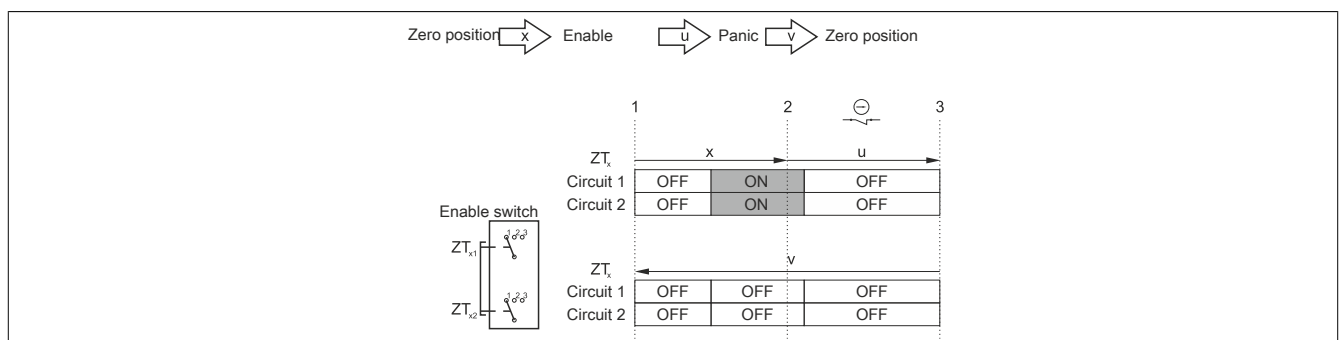 Zero position x Enable u Panic v Zero position
1 2 3
ZTx x u
Circuit 1 OFF ON OFF
Circuit 2 OFF ON OFF
Enable switch
ZTx1 1 2 3
ZTx2 1 2 3
ZTx v
Circuit 1 OFF OFF OFF
Circuit 2 OFF OFF OFF